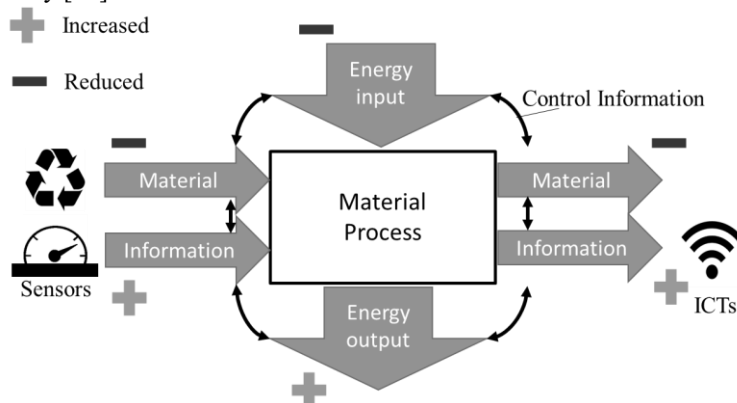 Increased
Reduced
Energy
input
Control Information
Material
Material
Material
Process
Information
Information
Sensors
ICTs
Energy
output